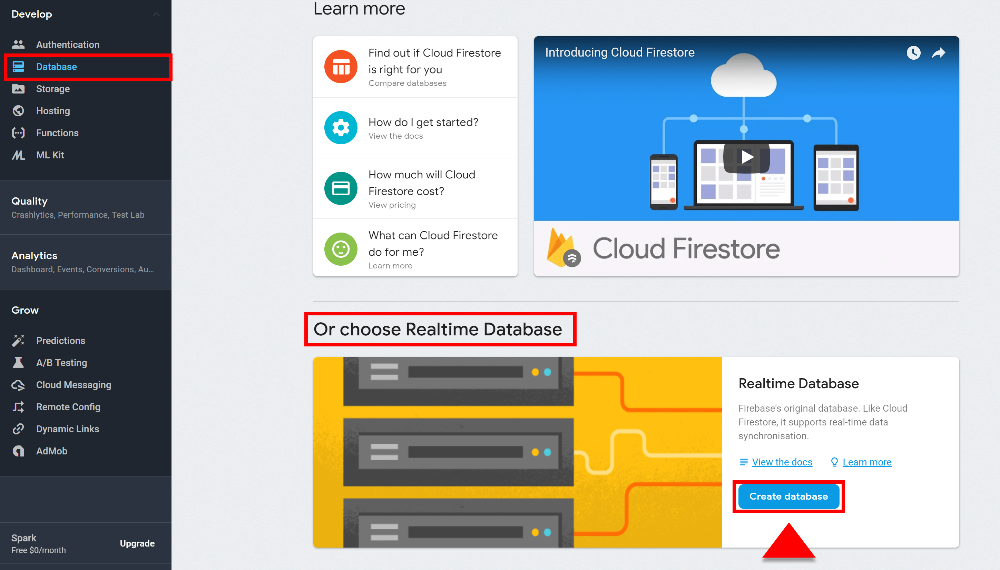 Develop
Authentication
Database
Storage
Hosting
Functions
ML Kit
Quality
Crashlytics, Performance, Test Lab
Analytics
Dashboard, Events, Conversions, Au...
Grow
Predictions
A/B Testing
Cloud Messaging
Remote Config
Dynamic Links
AdMob
Spark
Free $0/month
Upgrade
Learn more
Find out if Cloud Firestore
is right for you
Compare databases
How do I get started?
View the docs
How much will Cloud
Firestore cost?
View pricing
What can Cloud Firestore
do for me?
Learn more
Introducing Cloud Firestore
Cloud Firestore
Or choose Realtime Database
Realtime Database
Firebase's original database. Like Cloud
Firestore, it supports real-time data
synchronisation.
View the docs
Learn more
Create database